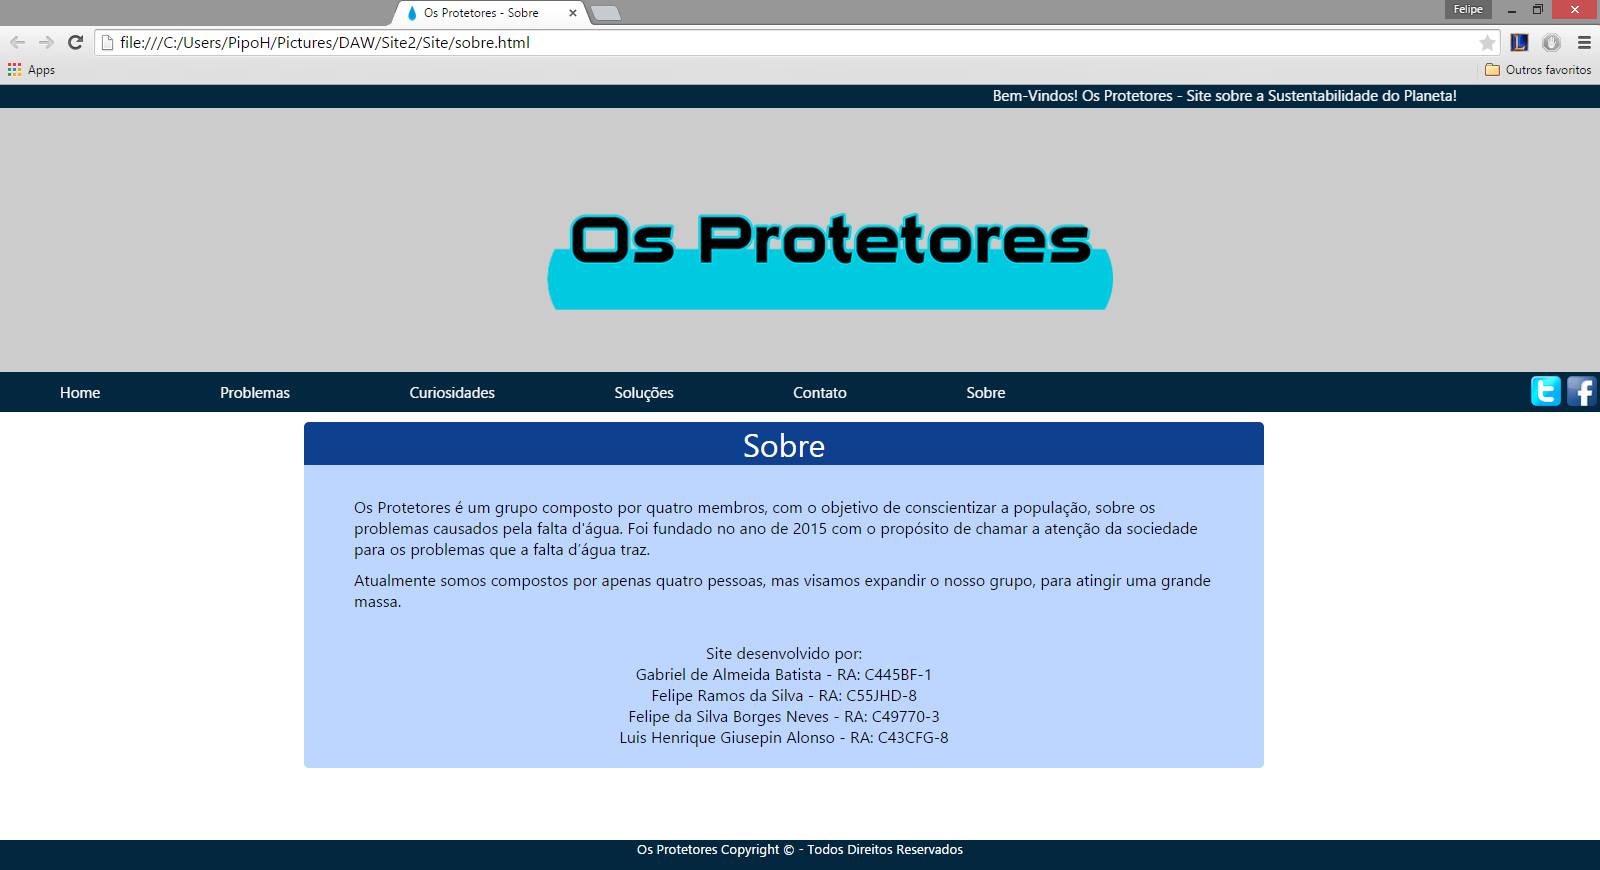 Os Protetores - Sobre
Felipe
file:///C:/Users/PipoH/Pictures/DAW/Site2/Site/sobre.html
Apps
Outros favoritos
Bem-Vindos! Os Protetores - Site sobre a Sustentabilidade do Planeta!
Os Protetores
Home Problemas Curiosidades Soluções Contato Sobre
Sobre
Os Protetores é um grupo composto por quatro membros, com o objetivo de conscientizar a população, sobre os
problemas causados pela falta d'água. Foi fundado no ano de 2015 com o propósito de chamar a atenção da sociedade
para os problemas que a falta d'água traz.
Atualmente somos compostos por apenas quatro pessoas, mas visamos expandir o nosso grupo, para atingir uma grande
massa.
Site desenvolvido por:
Gabriel de Almeida Batista - RA: C445BF-1
Felipe Ramos da Silva - RA: C55JHD-8
Felipe da Silva Borges Neves - RA: C49770-3
Luis Henrique Giusepin Alonso - RA: C43CFG-8
Os Protetores Copyright © - Todos Direitos Reservados